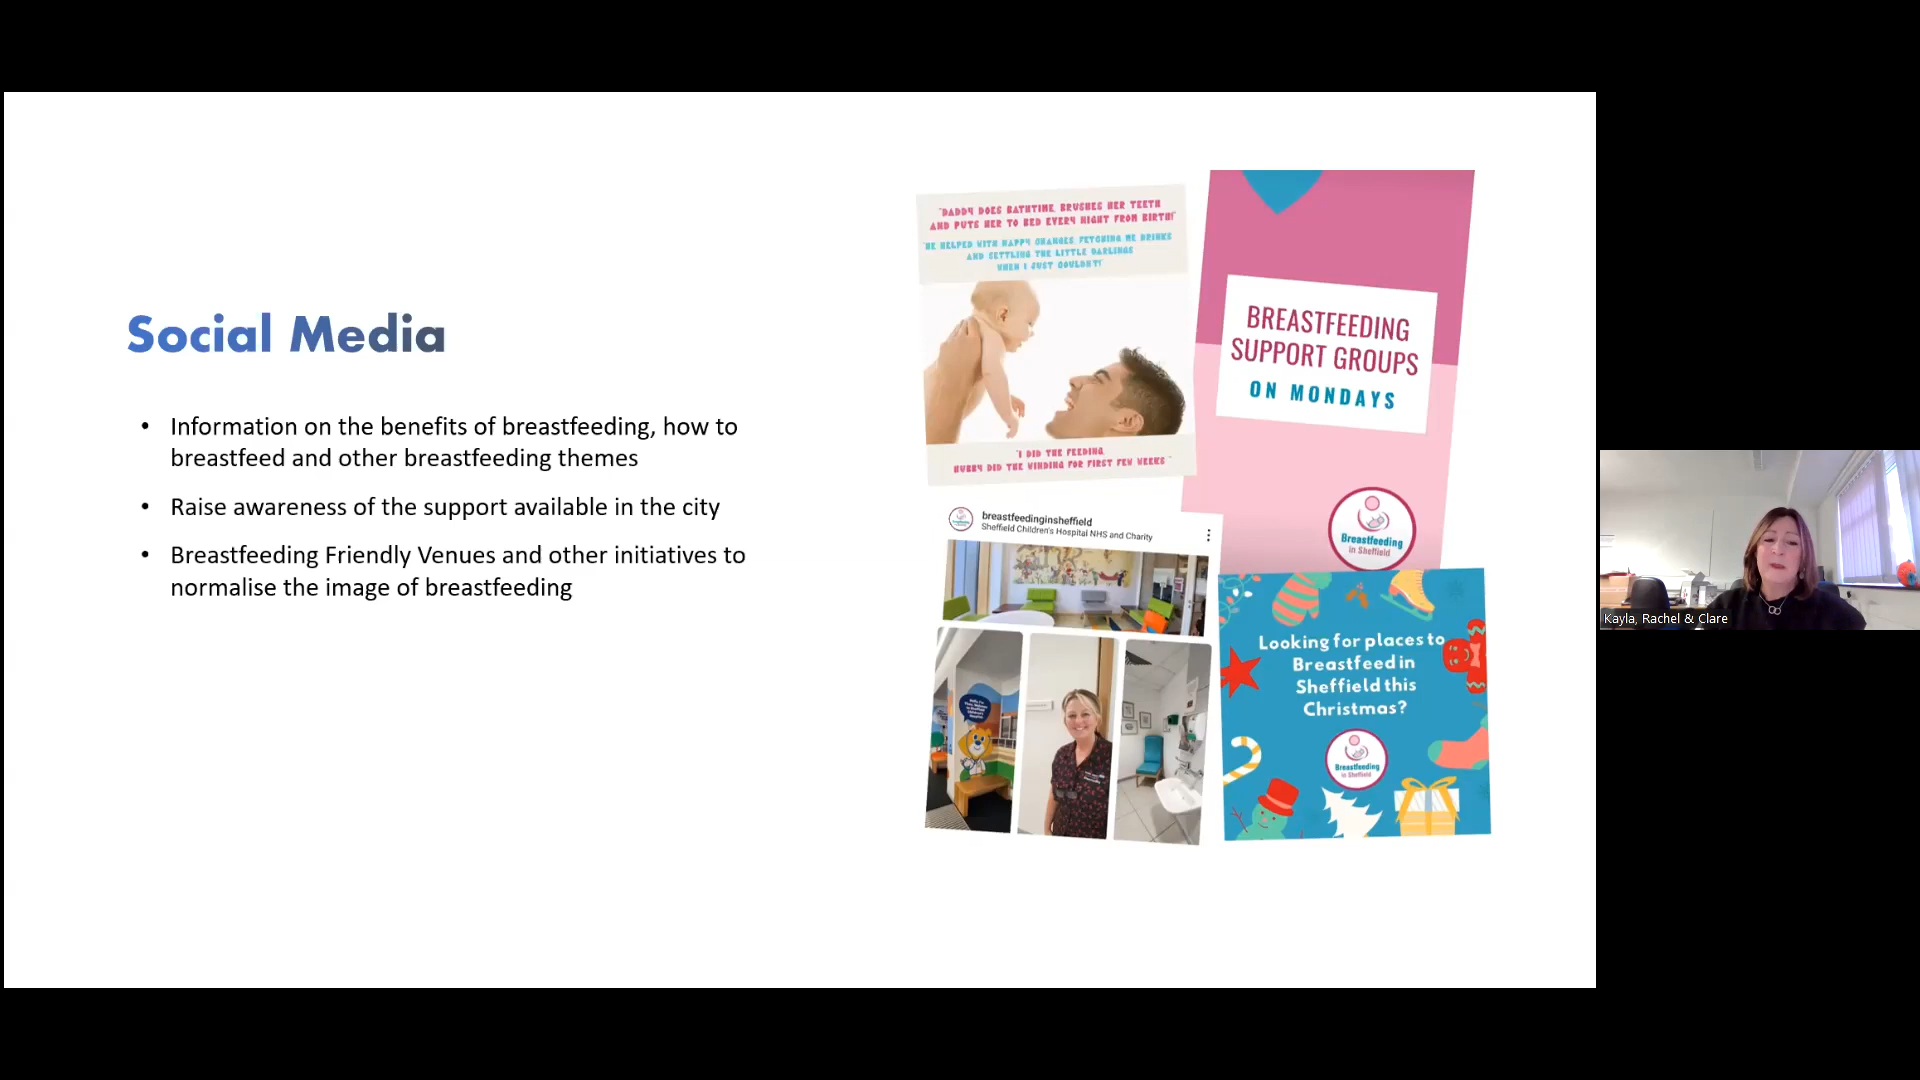 Social Media
• Information on the benefits of breastfeeding, how to
breastfeed and other breastfeeding themes
• Raise awareness of the support available in the city
• Breastfeeding Friendly Venues and other initiatives to
normalise the image of breastfeeding
"DADDY DOES BATHTIME, BRUSHES HER TEETH
AND PUTS HER TO BED EVERY NIGHT FROM BIRTH!"
"HE HELPED WITH NAPPY CHANGES, FETCHING ME DRINKS
AND SETTLING THE LITTLE DARLINGS
WHEN I JUST COULDN'T!"
"I DID THE FEEDING,
HUBBY DID THE WINDING FOR FIRST FEW WEEKS "
BREASTFEEDING
SUPPORT GROUPS
ON MONDAYS
Breastfeeding
in Sheffield
breastfeedinginsheffield
Sheffield Children's Hospital NHS and Charity
Looking for places to
Breastfeed in
Sheffield this
Christmas?
Breastfeeding
in Sheffield
Kayla, Rachel & Clare